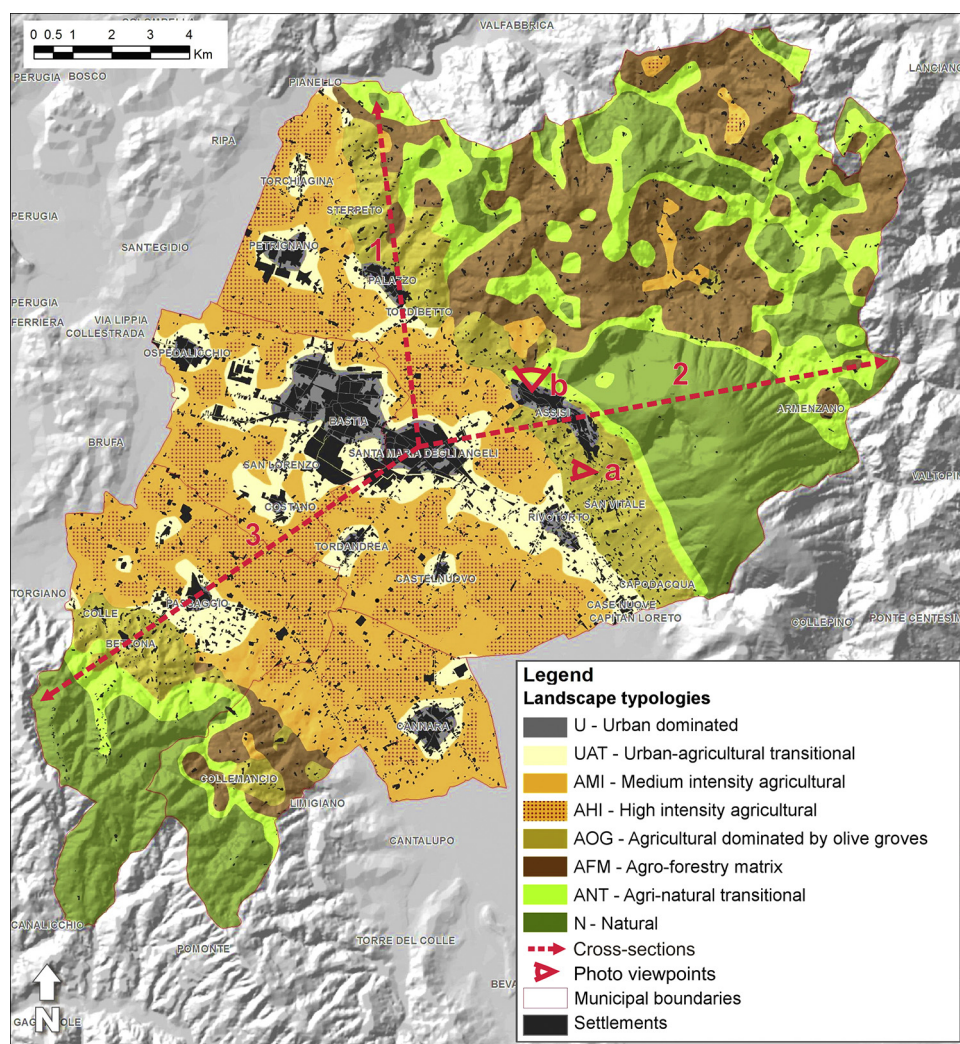 COLOMBELLA
VALFABBRICA
0 0.5 1 2 3 4
Km
LANCIANO
PERUGIA BOSCO
PIANELLO
RIPA
TORCHIAGINA
PERUGIA
STERPETO
SANT'EGIDIO
PETRIGNANO
1
PALAZZO
PERUGIA
FERRIERA
VIA LIPPIA
COLLESTRADA
TORDIBETTO
OSPEDALICCHIO
2
b
ASSISI
ARMENZANO
BASTIA
BRUFA
SANTA MARIA DEGLI ANGELI
SAN LORENZO
a
COSTANO
SAN VITALE
RIVOTORTO
3
TORDANDREA
CASTELNUOVO
CAPODACQUA
TORGIANO
PASSAGGIO
CASE NUOVE
COLLE
CAPITAN LORETO
COLLEPINO
BETTONA
CANNARA
COLLEMANCIO
LIMIGIANO
CANTALUPO
CANALICCHIO
POMONTE
TORRE DEL COLLE
N
Legend
Landscape typologies
U - Urban dominated
UAT - Urban-agricultural transitional
AMI - Medium intensity agricultural
AHI - High intensity agricultural
AOG - Agricultural dominated by olive groves
AFM - Agro-forestry matrix
ANT - Agri-natural transitional
N - Natural
Cross-sections
Photo viewpoints
Municipal boundaries
Settlements